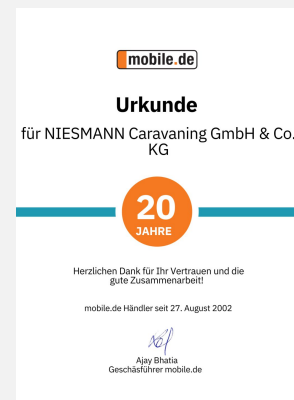 mobile.de
Urkunde
für NIESMANN Caravaning GmbH & Co.
KG
20
JAHRE
Herzlichen Dank für Ihr Vertrauen und die
gute Zusammenarbeit!
mobile.de Händler seit 27. August 2002
Ajay Bhatia
Geschäsführer mobile.de